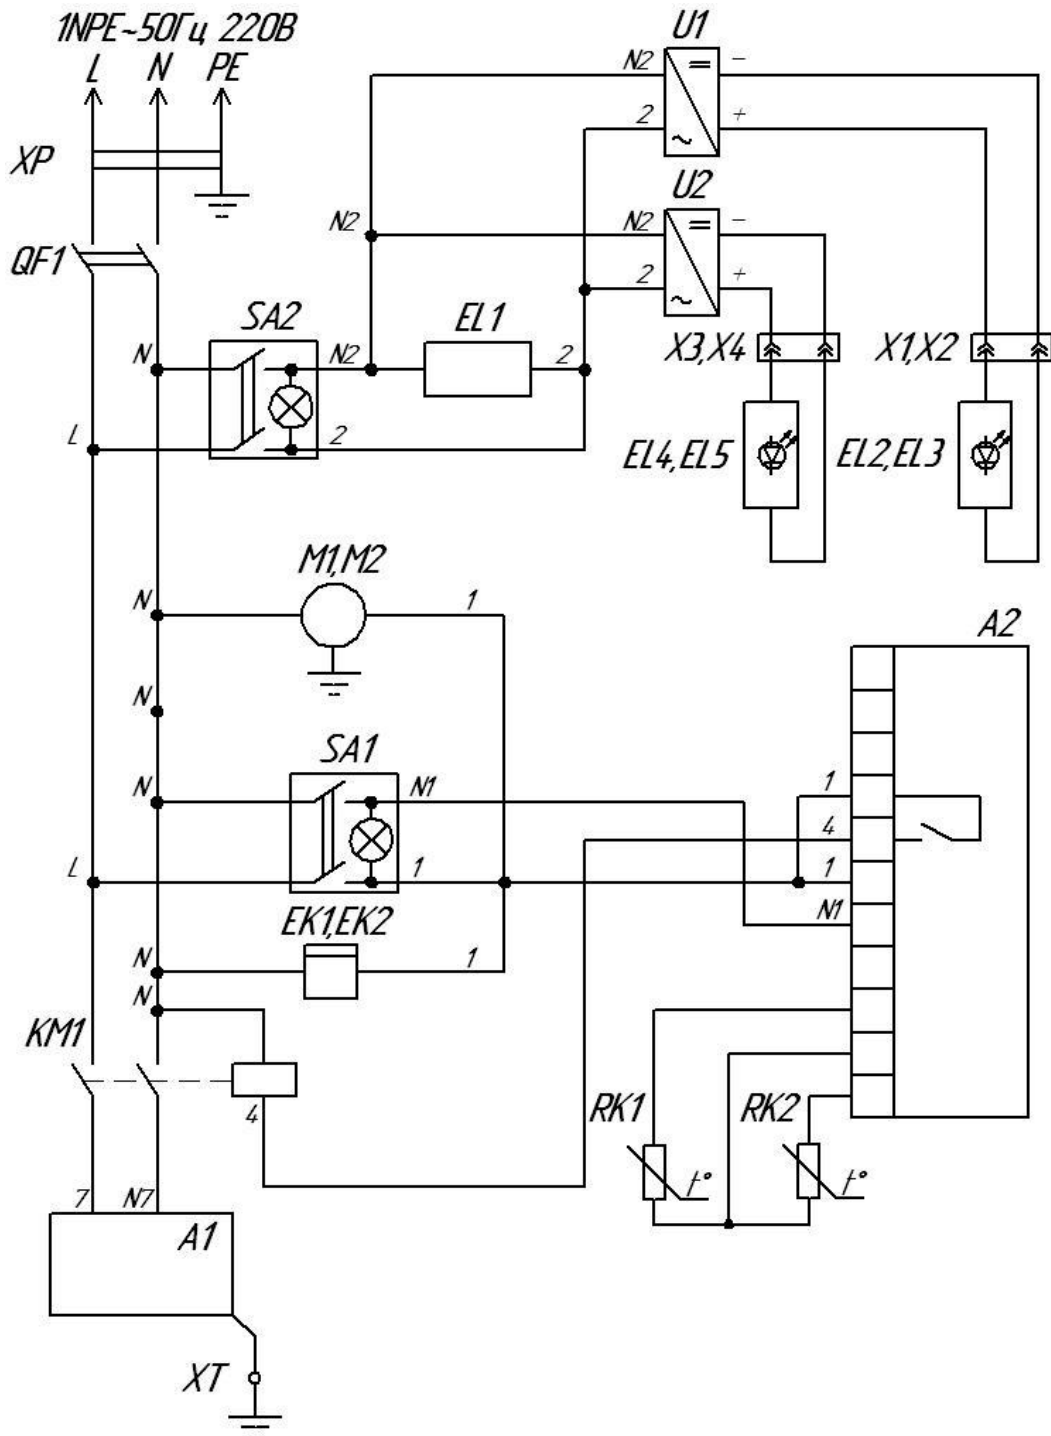 1NPE~50Гц 220В
L N PE
XP
QF1
U1
N2 −
2 +
~
U2
N2 N2 −
2 +
~
SA2 EL1
N N2 2
X3,X4 X1,X2
L 2
EL4,EL5 EL2,EL3
M1,M2
N 1
A2
N
SA1
N N1 1
4
L 1 1
EK1,EK2 N1
N 1
N
KM1
4
RK1 RK2
t° t°
7 N7
A1
XT